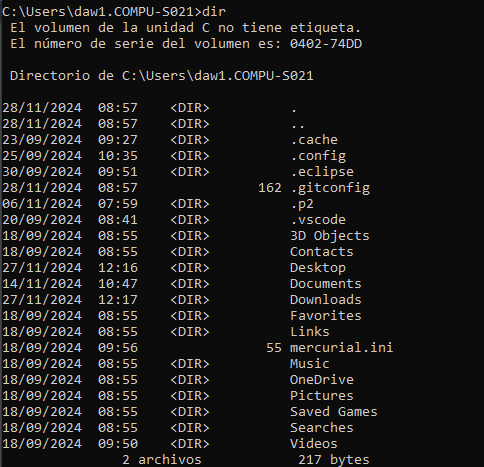 C:\Users\daw1.COMPU-S021>dir
 El volumen de la unidad C no tiene etiqueta.
 El número de serie del volumen es: 0402-74DD

 Directorio de C:\Users\daw1.COMPU-S021

28/11/2024  08:57    <DIR>          .
28/11/2024  08:57    <DIR>          ..
23/09/2024  09:27    <DIR>          .cache
25/09/2024  10:35    <DIR>          .config
30/09/2024  09:51    <DIR>          .eclipse
28/11/2024  08:57               162 .gitconfig
06/11/2024  07:59    <DIR>          .p2
20/09/2024  08:41    <DIR>          .vscode
18/09/2024  08:55    <DIR>          3D Objects
18/09/2024  08:55    <DIR>          Contacts
27/11/2024  12:16    <DIR>          Desktop
14/11/2024  10:47    <DIR>          Documents
27/11/2024  12:17    <DIR>          Downloads
18/09/2024  08:55    <DIR>          Favorites
18/09/2024  08:55    <DIR>          Links
18/09/2024  09:56                55 mercurial.ini
18/09/2024  08:55    <DIR>          Music
18/09/2024  08:55    <DIR>          OneDrive
18/09/2024  08:55    <DIR>          Pictures
18/09/2024  08:55    <DIR>          Saved Games
18/09/2024  08:55    <DIR>          Searches
18/09/2024  09:50    <DIR>          Videos
               2 archivos            217 bytes